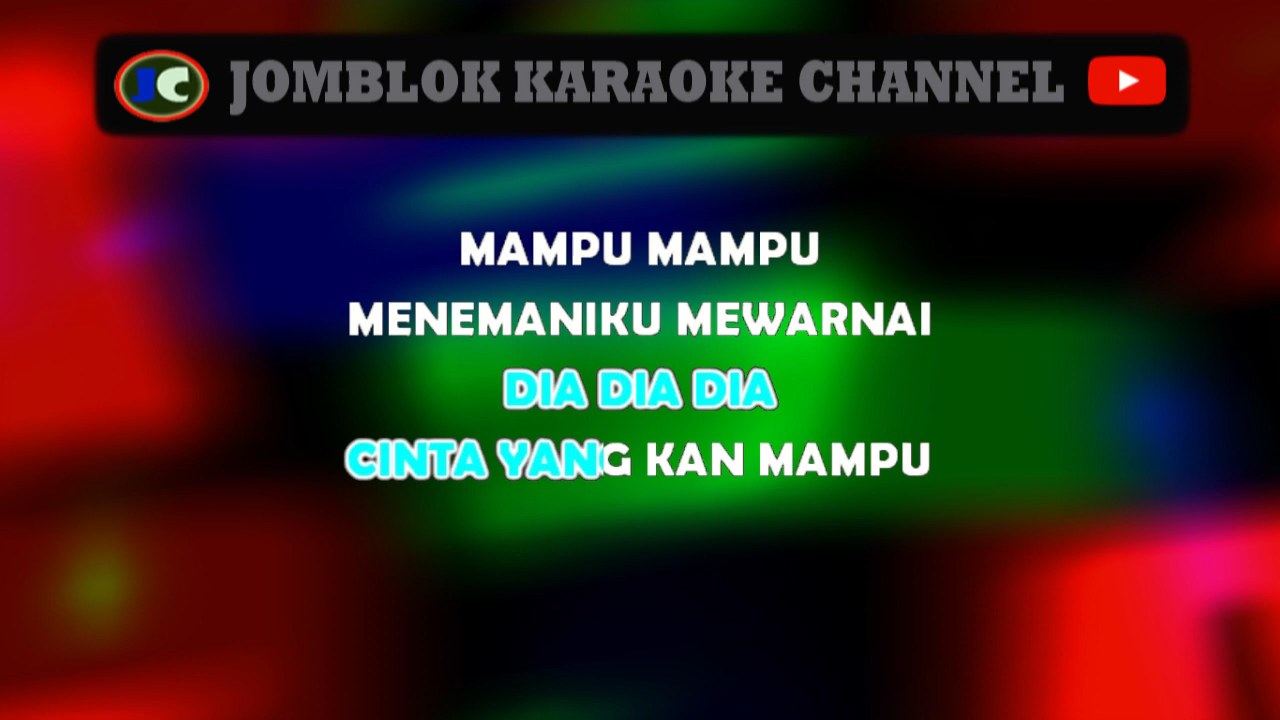 JC JOMBLOK KARAOKE CHANNEL
MAMPU MAMPU
MENEMANIKU MEWARNAI
DIA DIA DIA
CINTA YANG KAN MAMPU